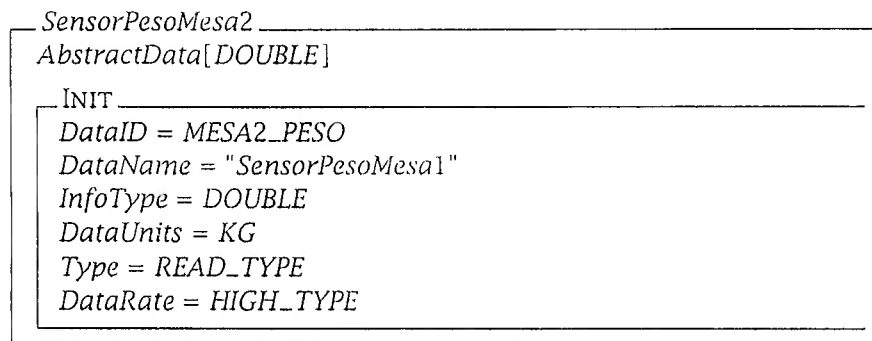 SensorPesoMesa2
AbstractData[DOUBLE]
INIT
DataID = MESA2_PESO
DataName = "SensorPesoMesa1"
InfoType = DOUBLE
DataUnits = KG
Type = READ_TYPE
DataRate = HIGH_TYPE